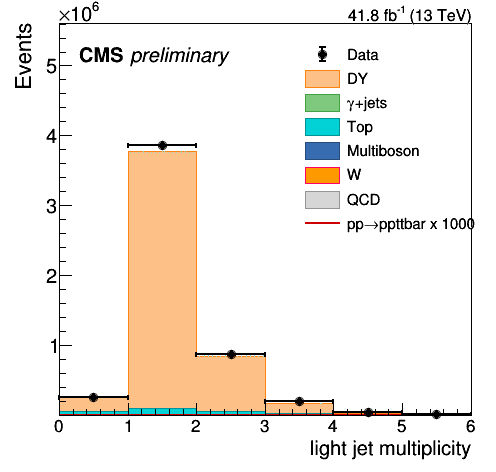 ×10⁶
41.8 fb⁻¹ (13 TeV)
Events
CMS preliminary
Data
DY
γ+jets
Top
Multiboson
W
QCD
pp→ppttbar x 1000
5
4
3
2
1
0 1 2 3 4 5 6
light jet multiplicity